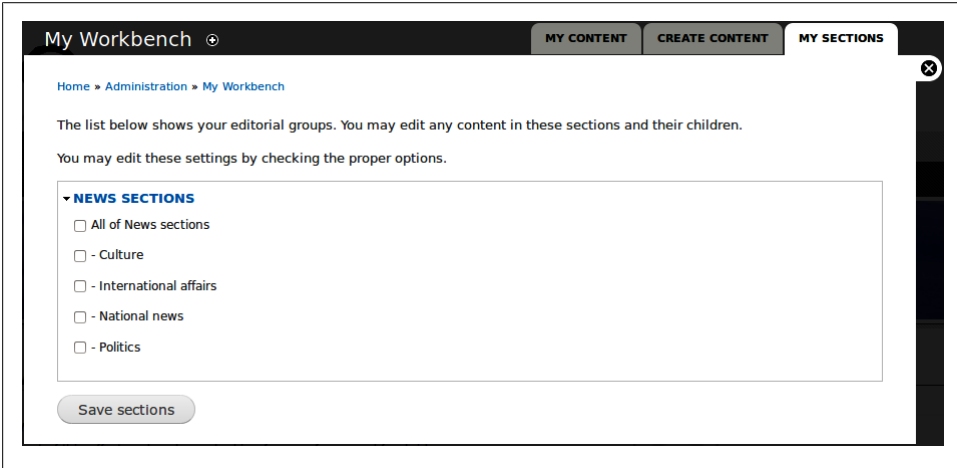 My Workbench
MY CONTENT
CREATE CONTENT
MY SECTIONS
Home » Administration » My Workbench
The list below shows your editorial groups. You may edit any content in these sections and their children.
You may edit these settings by checking the proper options.
NEWS SECTIONS
All of News sections
- Culture
- International affairs
- National news
- Politics
Save sections